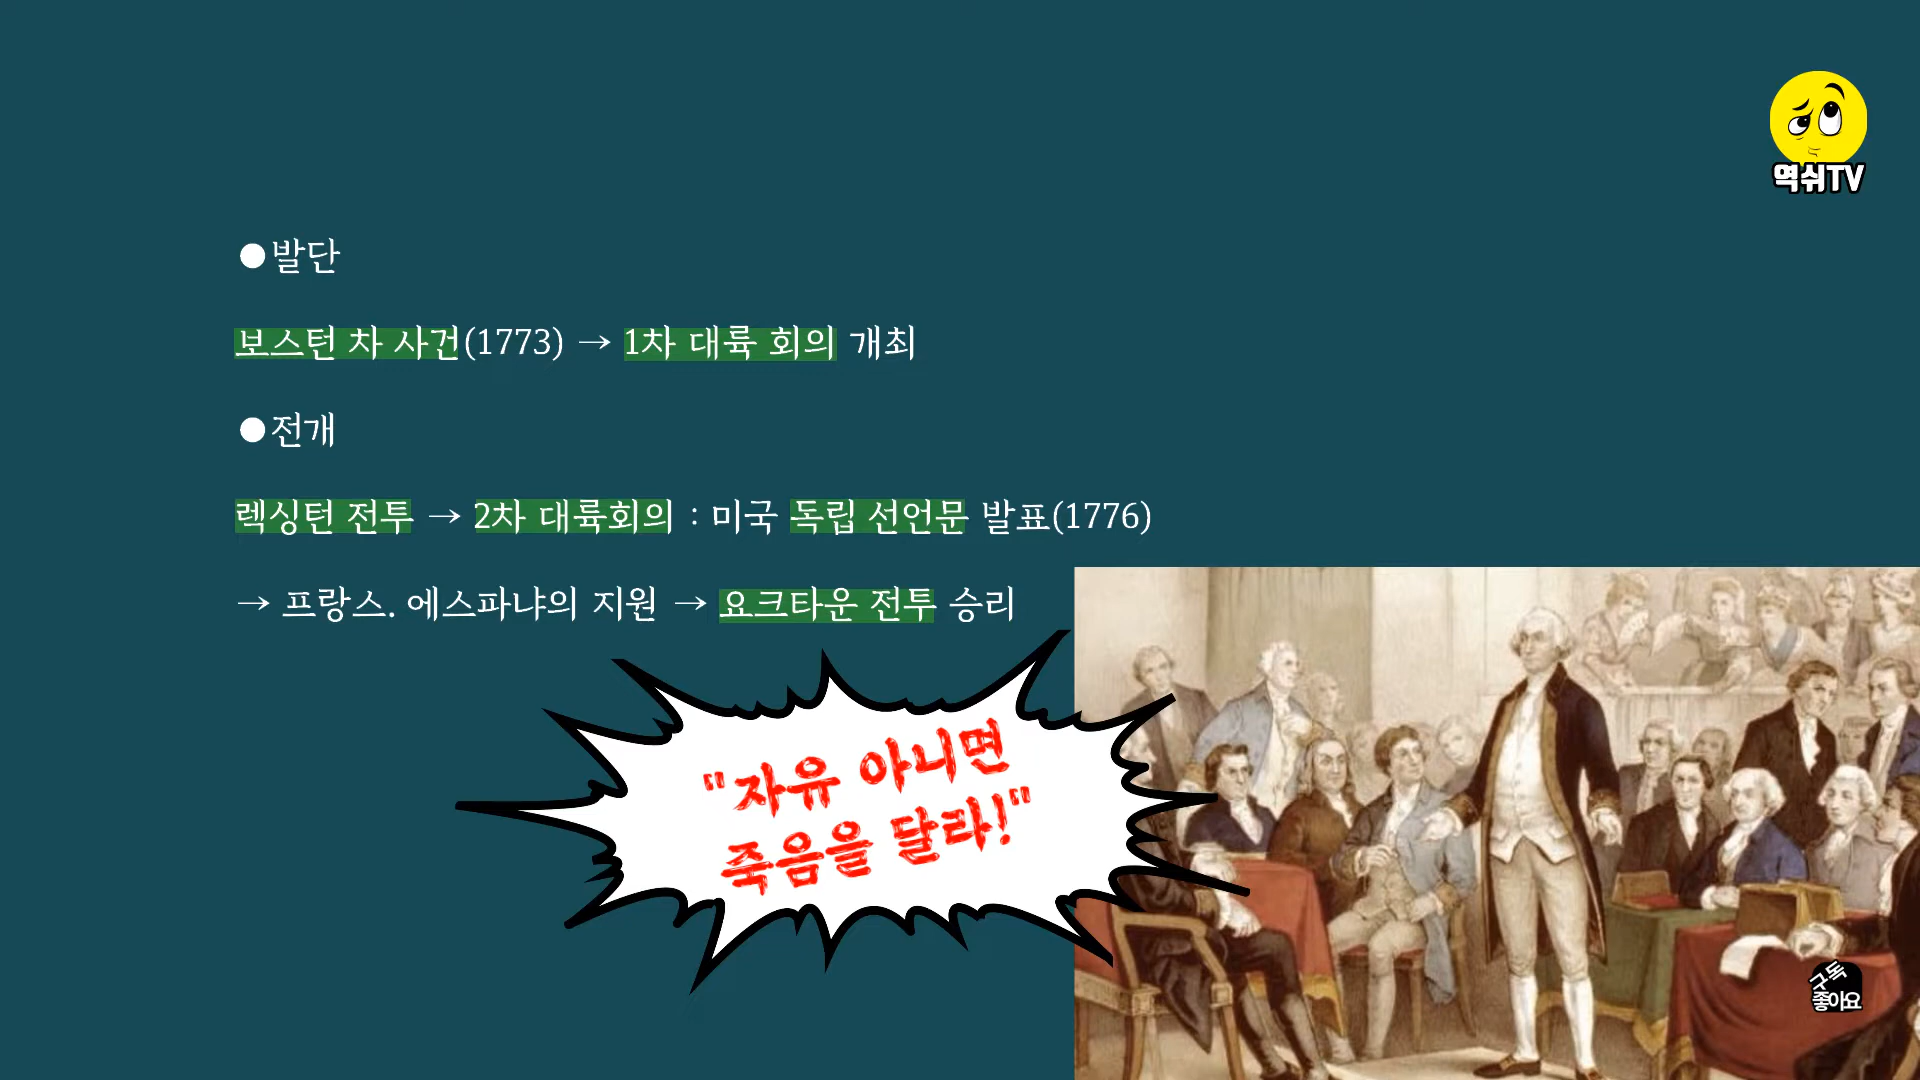 역쉬TV
●발단
보스턴 차 사건(1773) → 1차 대륙 회의 개최
●전개
렉싱턴 전투 → 2차 대륙회의 : 미국 독립 선언문 발표(1776)
→ 프랑스. 에스파냐의 지원 → 요크타운 전투 승리
"자유 아니면
죽음을 달라!"
구독
좋아요